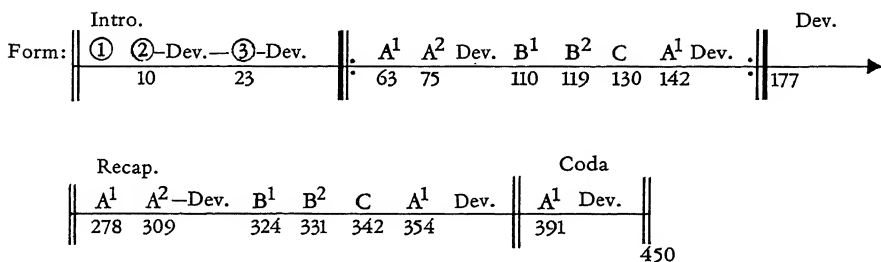 Intro. Dev.
Form: ① ②–Dev.—③–Dev. A¹ A² Dev. B¹ B² C A¹ Dev.
10 23 63 75 110 119 130 142 177
Recap. Coda
A¹ A²–Dev. B¹ B² C A¹ Dev. A¹ Dev.
278 309 324 331 342 354 391
450